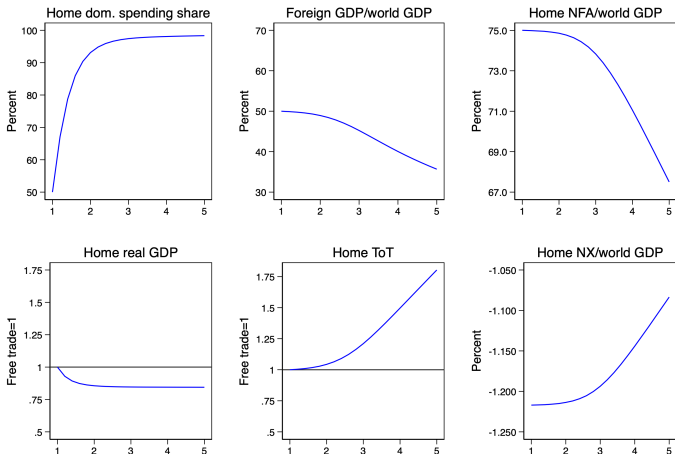 Home dom. spending share
Percent
100
90
80
70
60
50
1 2 3 4 5
Foreign GDP/world GDP
Percent
70
60
50
40
30
1 2 3 4 5
Home NFA/world GDP
Percent
75.0
73.0
71.0
69.0
67.0
1 2 3 4 5
Home real GDP
Free trade=1
1.75
1.5
1.25
1
.75
.5
1 2 3 4 5
Home ToT
Free trade=1
1.75
1.5
1.25
1
.75
.5
1 2 3 4 5
Home NX/world GDP
Percent
-1.050
-1.100
-1.150
-1.200
-1.250
1 2 3 4 5